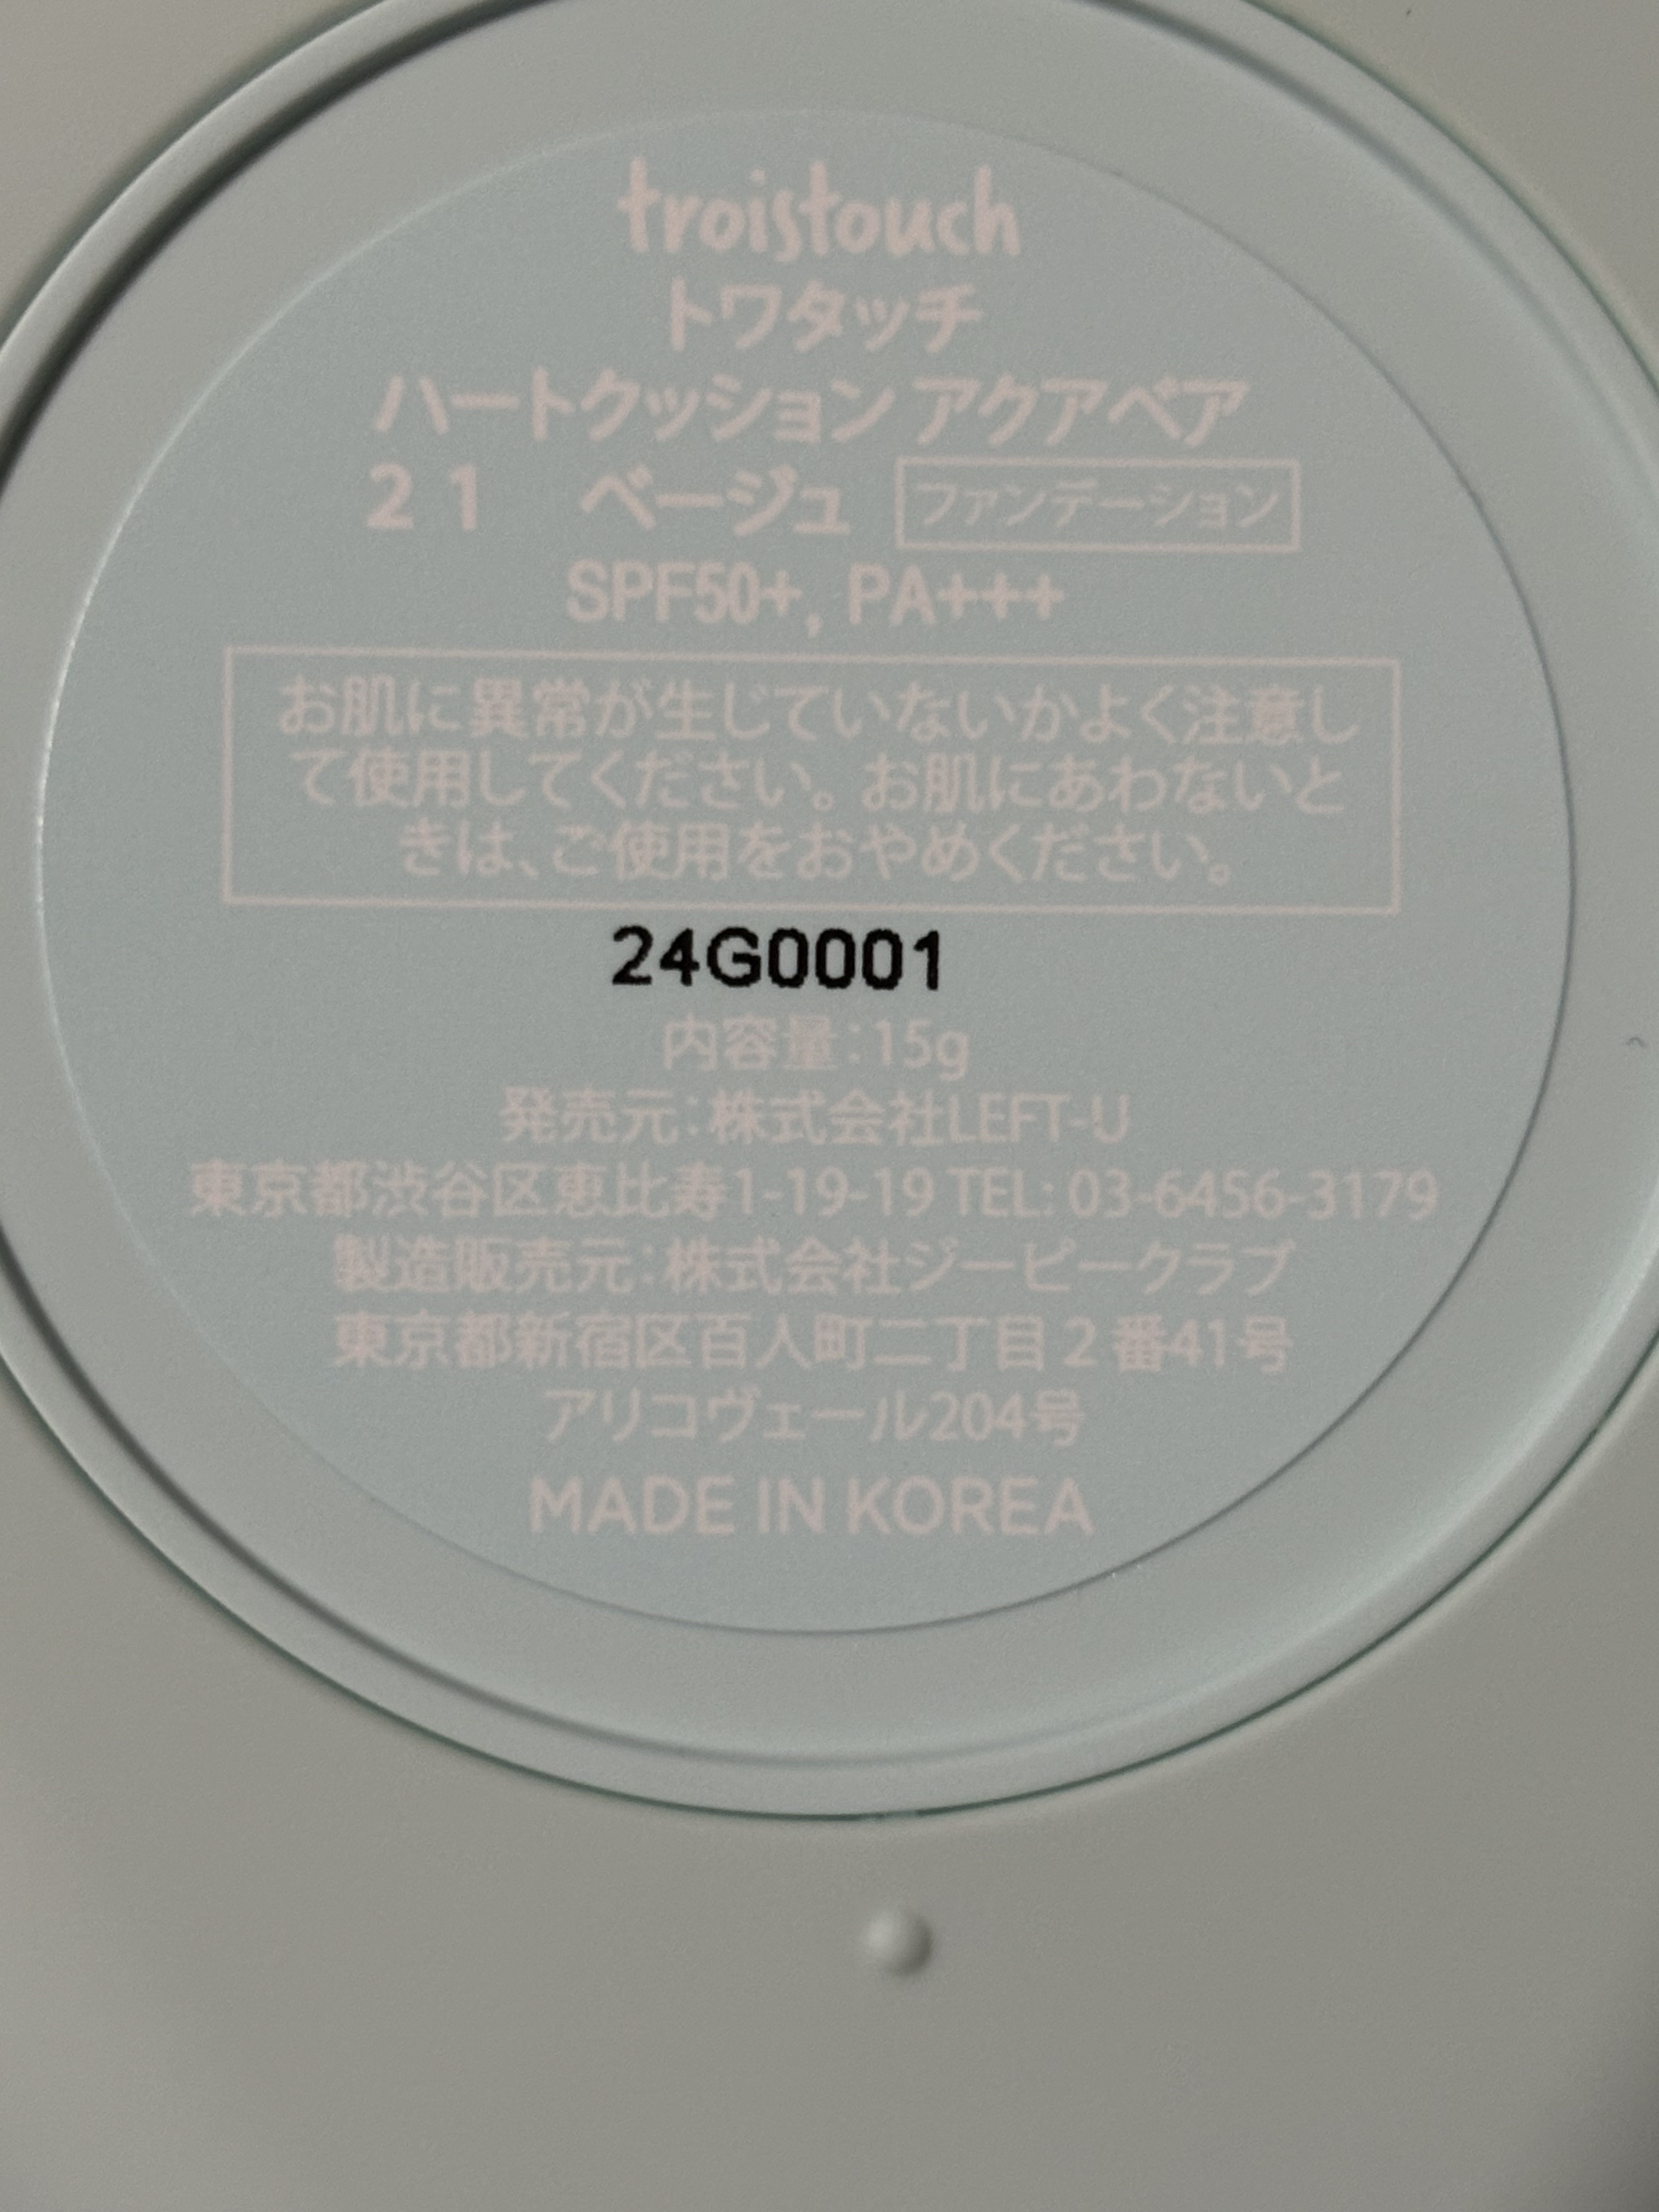 troistouch
トワタッチ
ハートクッション アクアベア
２１　ベージュ ファンデーション
SPF50+, PA+++
お肌に異常が生じていないかよく注意し
て使用してください。お肌にあわないと
きは、ご使用をおやめください。
24G0001
内容量：15g
発売元：株式会社LEFT-U
東京都渋谷区恵比寿1-19-19 TEL: 03-6456-3179
製造販売元：株式会社ジーピークラブ
東京都新宿区百人町二丁目２番41号
アリコヴェール204号
MADE IN KOREA